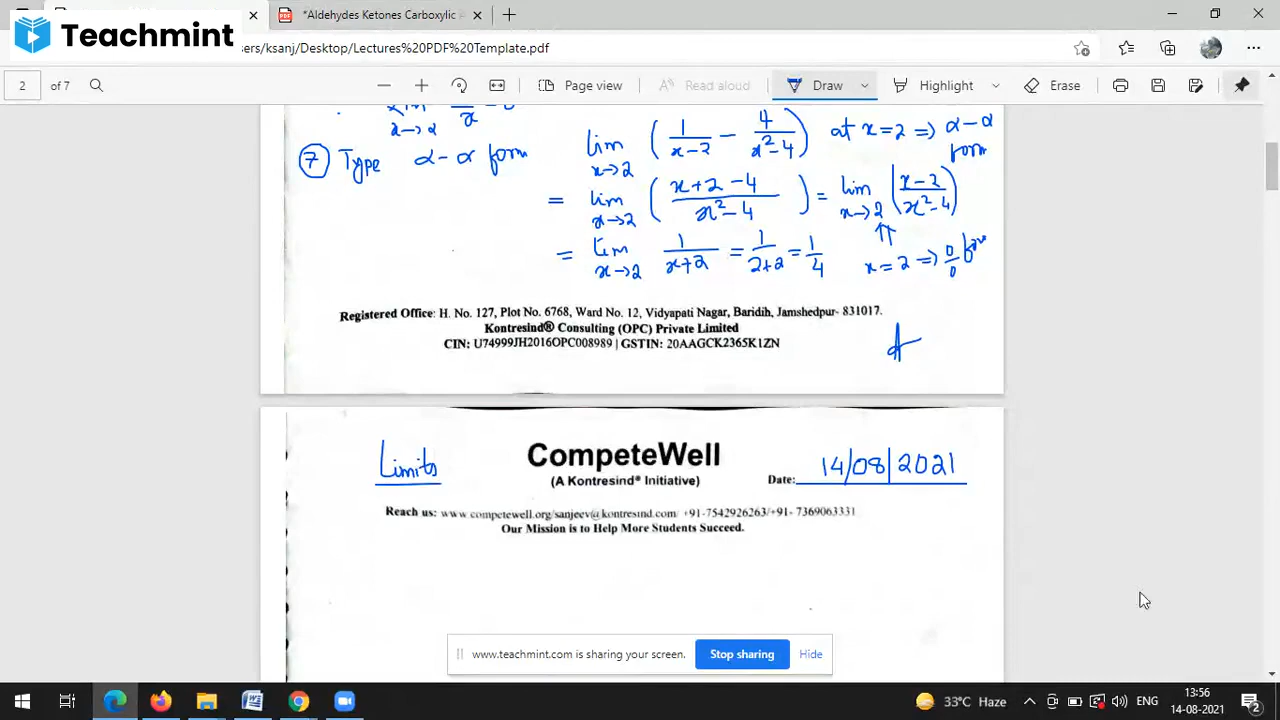 Teachmint
"Aldehydes Ketones Carboxylic
/ksanj/Desktop/Lectures%20PDF%20Template.pdf
2 of 7
Page view
Read aloud
Draw
Highlight
Erase
⑦ Type α-α form
lim x→2 (1/(x-2) - 4/(x²-4)) at x=2 ⇒ α-α form
= lim x→2 ((x+2-4)/(x²-4)) = lim x→2 ((x-2)/(x²-4))
= lim x→2 1/(x+2) = 1/(2+2) = 1/4 x=2 ⇒ 0/0 for
Registered Office: H. No. 127, Plot No. 6768, Ward No. 12, Vidyapati Nagar, Baridih, Jamshedpur- 831017.
Kontresind® Consulting (OPC) Private Limited
CIN: U74999JH2016OPC008989 | GSTIN: 20AAGCK2365K1ZN
Limits
CompeteWell
(A Kontresind® Initiative)
Date: 14/08/2021
Reach us: www.competewell.org/sanjeev@kontresind.com/ +91-7542926263/+91- 7369063331
Our Mission is to Help More Students Succeed.
www.teachmint.com is sharing your screen.
Stop sharing
Hide
33°C Haze
ENG
13:56
14-08-2021
2